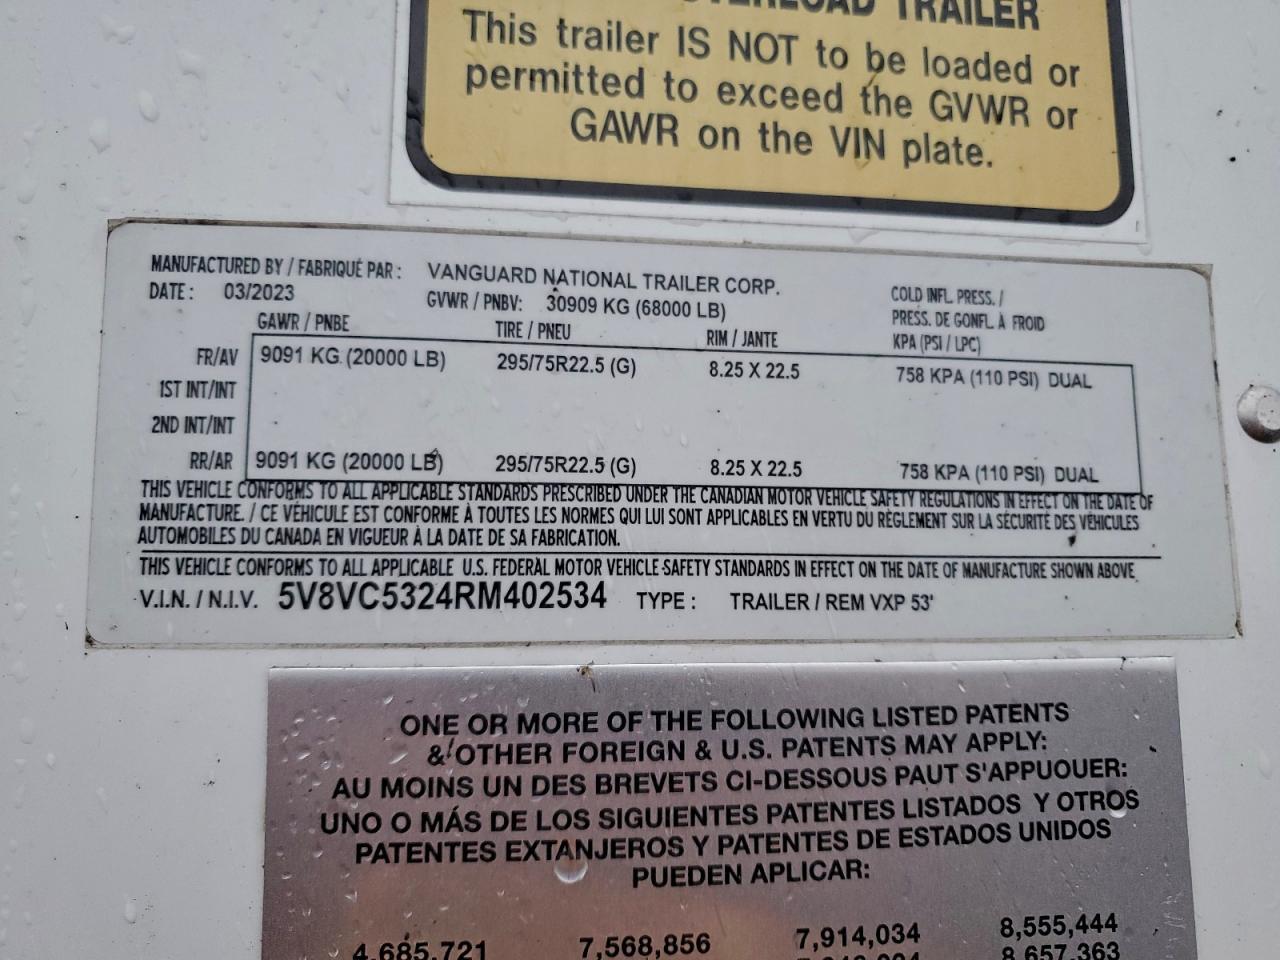 OVERLOAD TRAILER
This trailer IS NOT to be loaded or
permitted to exceed the GVWR or
GAWR on the VIN plate.
MANUFACTURED BY / FABRIQUÉ PAR : VANGUARD NATIONAL TRAILER CORP.
DATE : 03/2023 GVWR / PNBV: 30909 KG (68000 LB) COLD INFL. PRESS. /
GAWR / PNBE TIRE / PNEU RIM / JANTE PRESS. DE GONFL. À FROID
KPA (PSI / LPC)
FR/AV 9091 KG (20000 LB) 295/75R22.5 (G) 8.25 X 22.5 758 KPA (110 PSI) DUAL
1ST INT/INT
2ND INT/INT
RR/AR 9091 KG (20000 LB) 295/75R22.5 (G) 8.25 X 22.5 758 KPA (110 PSI) DUAL
THIS VEHICLE CONFORMS TO ALL APPLICABLE STANDARDS PRESCRIBED UNDER THE CANADIAN MOTOR VEHICLE SAFETY REGULATIONS IN EFFECT ON THE DATE OF
MANUFACTURE. / CE VÉHICULE EST CONFORME À TOUTES LES NORMES QUI LUI SONT APPLICABLES EN VERTU DU RÈGLEMENT SUR LA SÉCURITÉ DES VÉHICULES
AUTOMOBILES DU CANADA EN VIGUEUR À LA DATE DE SA FABRICATION.
THIS VEHICLE CONFORMS TO ALL APPLICABLE U.S. FEDERAL MOTOR VEHICLE SAFETY STANDARDS IN EFFECT ON THE DATE OF MANUFACTURE SHOWN ABOVE
V.I.N. / N.I.V. 5V8VC5324RM402534 TYPE : TRAILER / REM VXP 53'
ONE OR MORE OF THE FOLLOWING LISTED PATENTS
& OTHER FOREIGN & U.S. PATENTS MAY APPLY:
AU MOINS UN DES BREVETS CI-DESSOUS PAUT S'APPUOUER:
UNO O MÁS DE LOS SIGUIENTES PATENTES LISTADOS Y OTROS
PATENTES EXTANJEROS Y PATENTES DE ESTADOS UNIDOS
PUEDEN APLICAR:
4,685,721 7,568,856 7,914,034 8,555,444
8,657,363